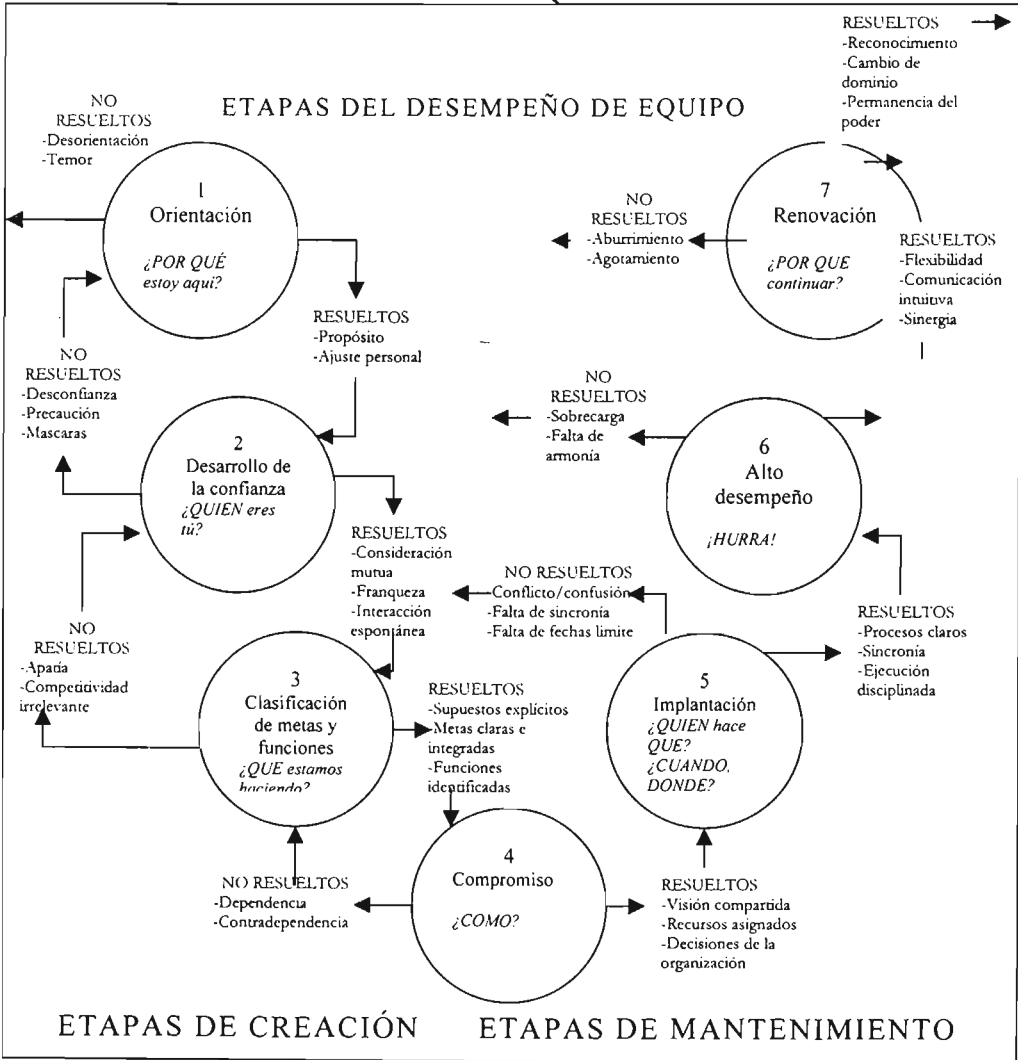 ETAPAS DEL DESEMPEÑO DE EQUIPO
NO
RESUELTOS
-Desorientación
-Temor
1
Orientación
¿POR QUÉ
estoy aquí?
RESUELTOS
-Propósito
-Ajuste personal
NO
RESUELTOS
-Desconfianza
-Precaución
-Mascaras
2
Desarrollo de
la confianza
¿QUIEN eres
tú?
RESUELTOS
-Consideración
mutua
-Franqueza
-Interacción
espontánea
NO
RESUELTOS
-Apatía
-Competitividad
irrelevante
3
Clasificación
de metas y
funciones
¿QUE estamos
haciendo?
RESUELTOS
-Supuestos explícitos
-Metas claras e
integradas
-Funciones
identificadas
NO RESUELTOS
-Dependencia
-Contradependencia
4
Compromiso
¿COMO?
RESUELTOS
-Visión compartida
-Recursos asignados
-Decisiones de la
organización
5
Implantación
¿QUIEN hace
QUE?
¿CUANDO,
DONDE?
NO RESUELTOS
Conflicto/confusión
-Falta de sincronía
-Falta de fechas limite
RESUELTOS
-Procesos claros
-Sincronía
-Ejecución
disciplinada
6
Alto
desempeño
¡HURRA!
NO
RESUELTOS
-Sobrecarga
-Falta de
armonía
RESUELTOS
-Flexibilidad
-Comunicación
intuitiva
-Sinergia
7
Renovación
¿POR QUE
continuar?
NO
RESUELTOS
-Aburrimiento
-Agotamiento
RESUELTOS
-Reconocimiento
-Cambio de
dominio
-Permanencia del
poder
ETAPAS DE CREACIÓN
ETAPAS DE MANTENIMIENTO